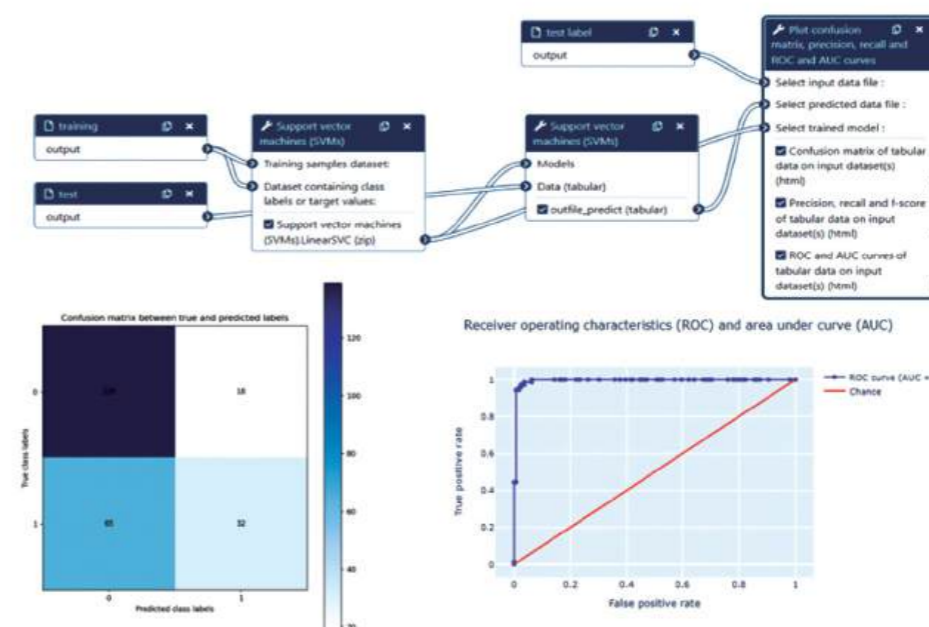 test label
output
Plot confusion
matrix, precision, recall and
ROC and AUC curves
Select input data file :
Select predicted data file :
Select trained model :
Confusion matrix of tabular
data on input dataset(s)
(html)
Precision, recall and f-score
of tabular data on input
dataset(s) (html)
ROC and AUC curves of
tabular data on input
dataset(s) (html)
training
output
test
output
Support vector
machines (SVMs)
Training samples dataset:
Dataset containing class
labels or target values:
Support vector machines
(SVMs).LinearSVC (zip)
Support vector
machines (SVMs)
Models
Data (tabular)
outfile_predict (tabular)
Confusion matrix between true and predicted labels
True class labels
0
1
18
65
32
0
1
Predicted class labels
120
100
80
60
40
20
Receiver operating characteristics (ROC) and area under curve (AUC)
True positive rate
1
0.8
0.6
0.4
0.2
0
0
0.2
0.4
0.6
0.8
1
False positive rate
ROC curve (AUC =
Chance